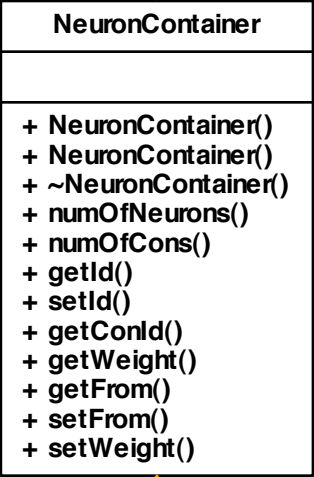 NeuronContainer
+ NeuronContainer()
+ NeuronContainer()
+ ~NeuronContainer()
+ numOfNeurons()
+ numOfCons()
+ getId()
+ setId()
+ getConId()
+ getWeight()
+ getFrom()
+ setFrom()
+ setWeight()